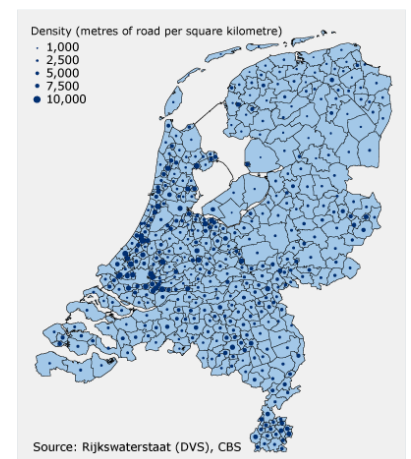 Density (metres of road per square kilometre)
1,000
2,500
5,000
7,500
10,000
Source: Rijkswaterstaat (DVS), CBS